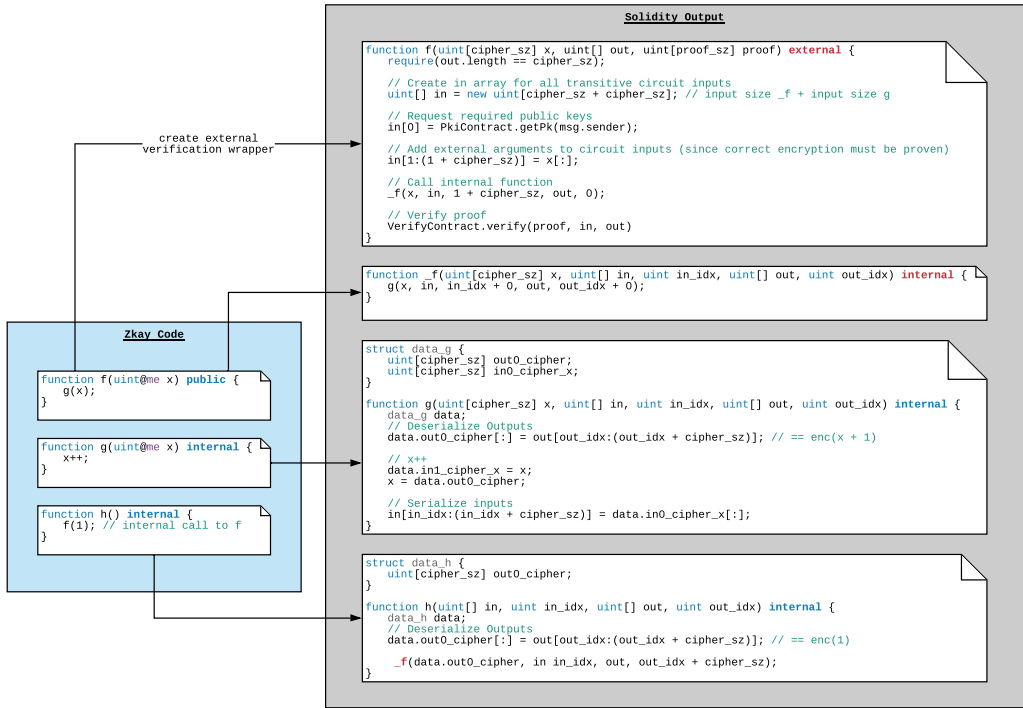 Solidity Output
function f(uint[cipher_sz] x, uint[] out, uint[proof_sz] proof) external {
require(out.length == cipher_sz);
// Create in array for all transitive circuit inputs
uint[] in = new uint[cipher_sz + cipher_sz]; // input size _f + input size g
// Request required public keys
in[0] = PkiContract.getPk(msg.sender);
// Add external arguments to circuit inputs (since correct encryption must be proven)
in[1:(1 + cipher_sz)] = x[:];
// Call internal function
_f(x, in, 1 + cipher_sz, out, 0);
// Verify proof
VerifyContract.verify(proof, in, out)
}
create external
verification wrapper
function _f(uint[cipher_sz] x, uint[] in, uint in_idx, uint[] out, uint out_idx) internal {
g(x, in, in_idx + 0, out, out_idx + 0);
}
Zkay Code
function f(uint@me x) public {
g(x);
}
function g(uint@me x) internal {
x++;
}
function h() internal {
f(1); // internal call to f
}
struct data_g {
uint[cipher_sz] out0_cipher;
uint[cipher_sz] in0_cipher_x;
}
function g(uint[cipher_sz] x, uint[] in, uint in_idx, uint[] out, uint out_idx) internal {
data_g data;
// Deserialize Outputs
data.out0_cipher[:] = out[out_idx:(out_idx + cipher_sz)]; // == enc(x + 1)
// x++
data.in1_cipher_x = x;
x = data.out0_cipher;
// Serialize inputs
in[in_idx:(in_idx + cipher_sz)] = data.in0_cipher_x[:];
}
struct data_h {
uint[cipher_sz] out0_cipher;
}
function h(uint[] in, uint in_idx, uint[] out, uint out_idx) internal {
data_h data;
// Deserialize Outputs
data.out0_cipher[:] = out[out_idx:(out_idx + cipher_sz)]; // == enc(1)
_f(data.out0_cipher, in in_idx, out, out_idx + cipher_sz);
}